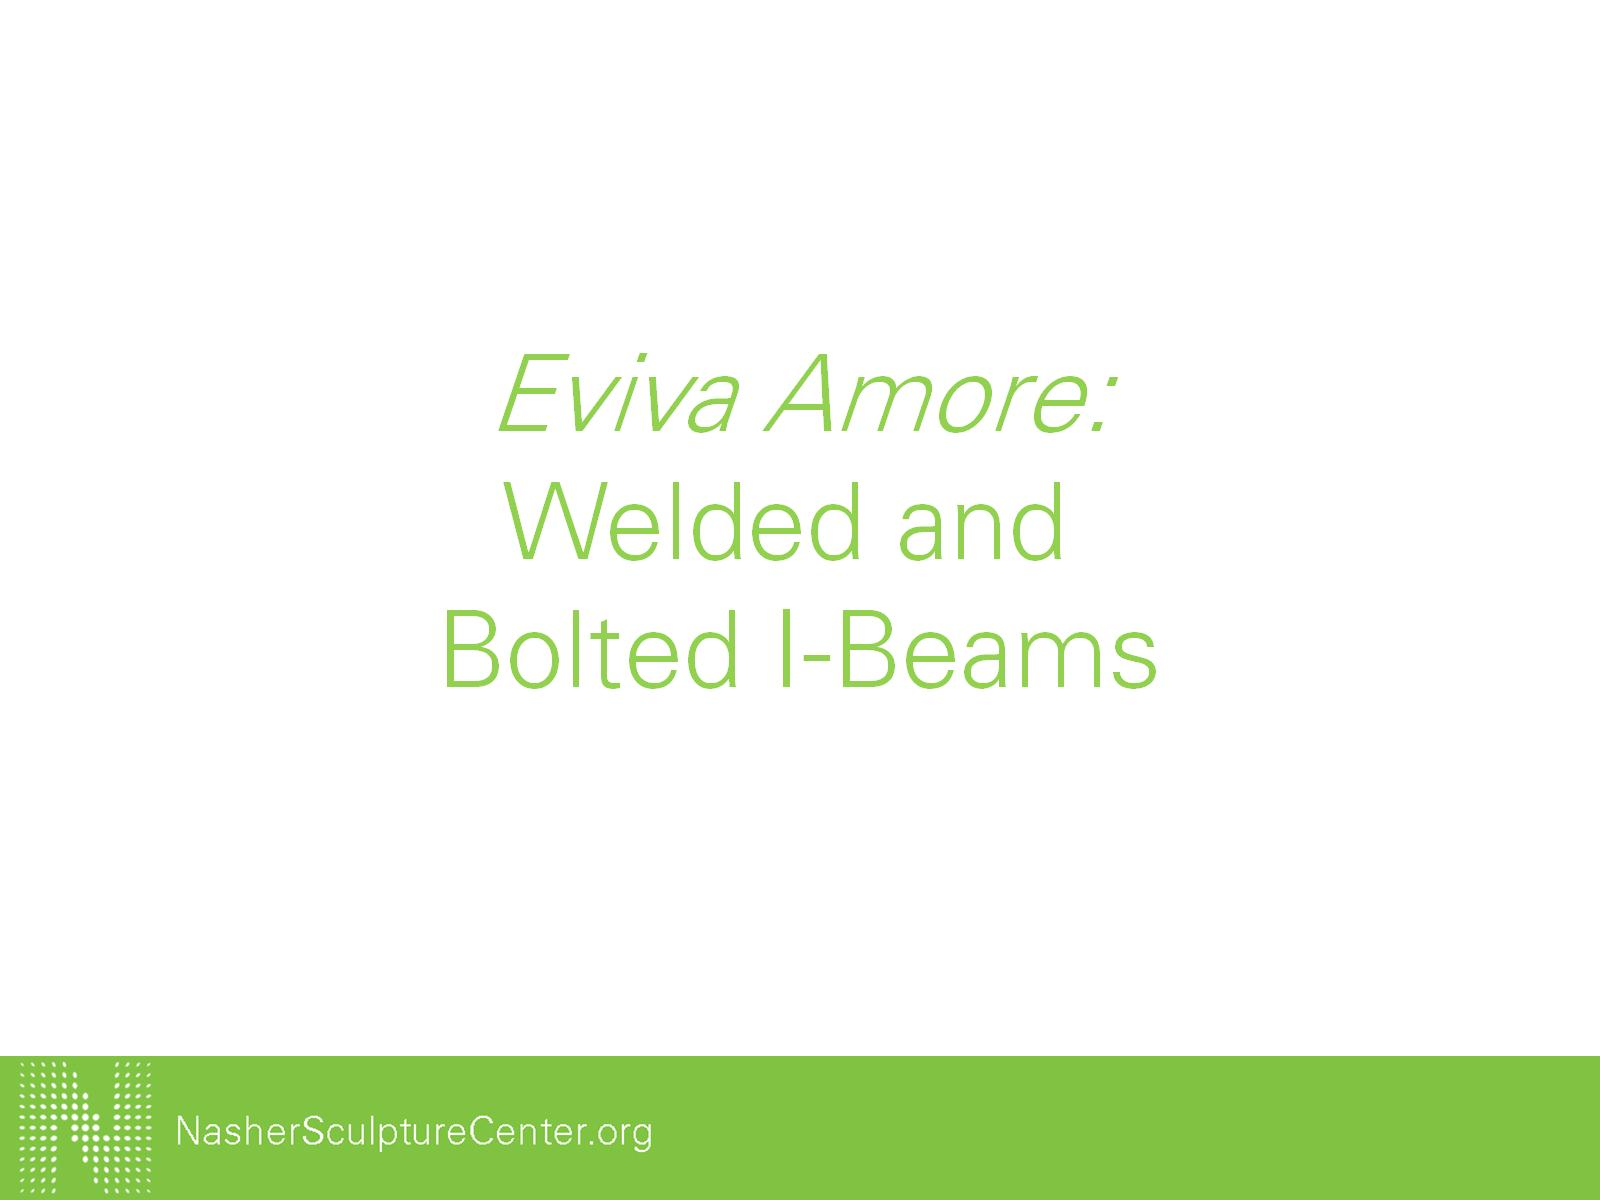 Eviva Amore:
Welded and
Bolted I-Beams
NasherSculptureCenter.org